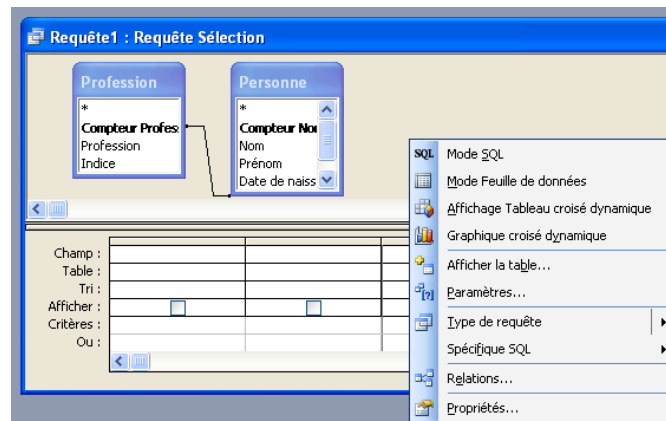 Requête1 : Requête Sélection
Profession
*
Compteur Profes
Profession
Indice
Personne
*
Compteur No
Nom
Prénom
Date de naiss
Champ :
Table :
Tri :
Afficher :
Critères :
Ou :
SQL Mode SQL
Mode Feuille de données
Affichage Tableau croisé dynamique
Graphique croisé dynamique
Afficher la table...
[?] Paramètres...
Type de requête
Spécifique SQL
Relations...
Propriétés...